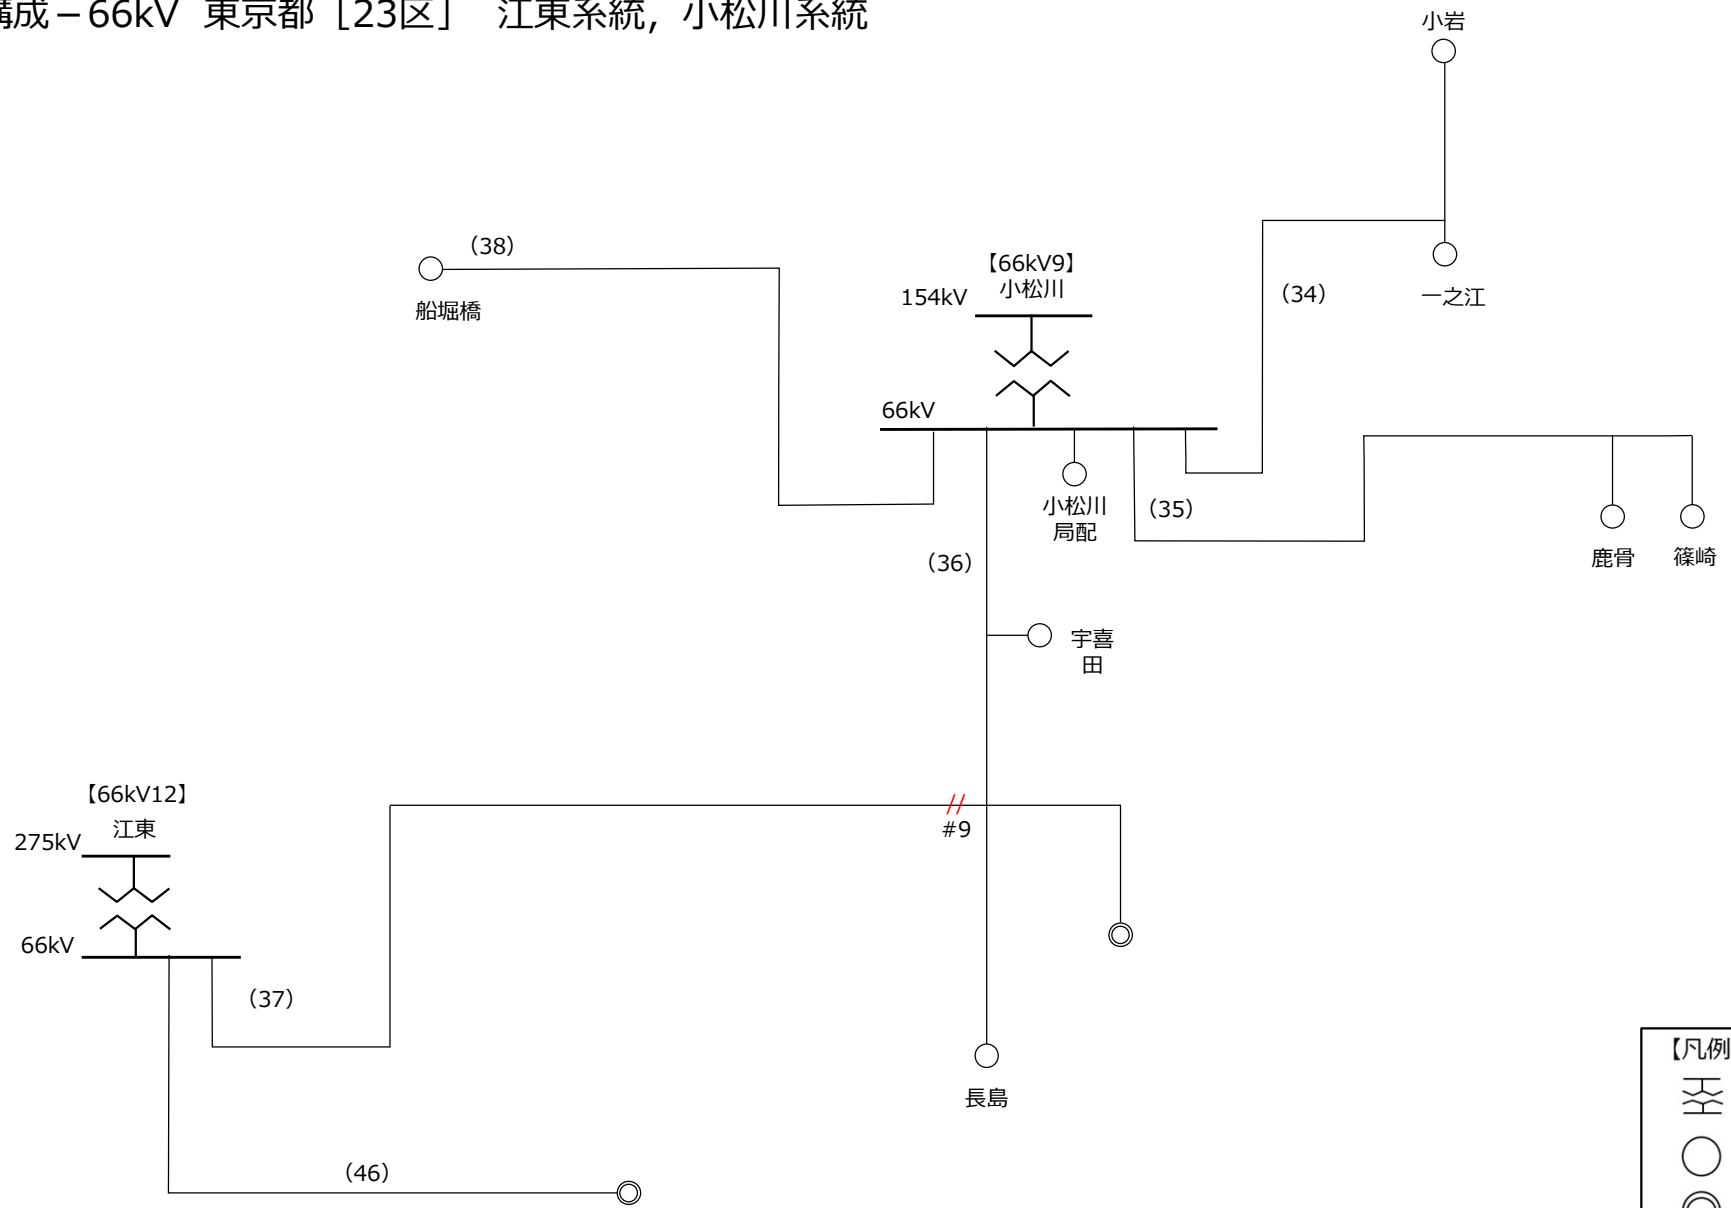 構成－66kV 東京都［23区］ 江東系統，小松川系統
小岩
（38）
船堀橋
【66kV9】
小松川
154kV
（34）
一之江
66kV
小松川
局配
（35）
（36）
鹿骨
篠崎
宇喜
田
【66kV12】
江東
275kV
#9
66kV
（37）
長島
（46）
【凡例